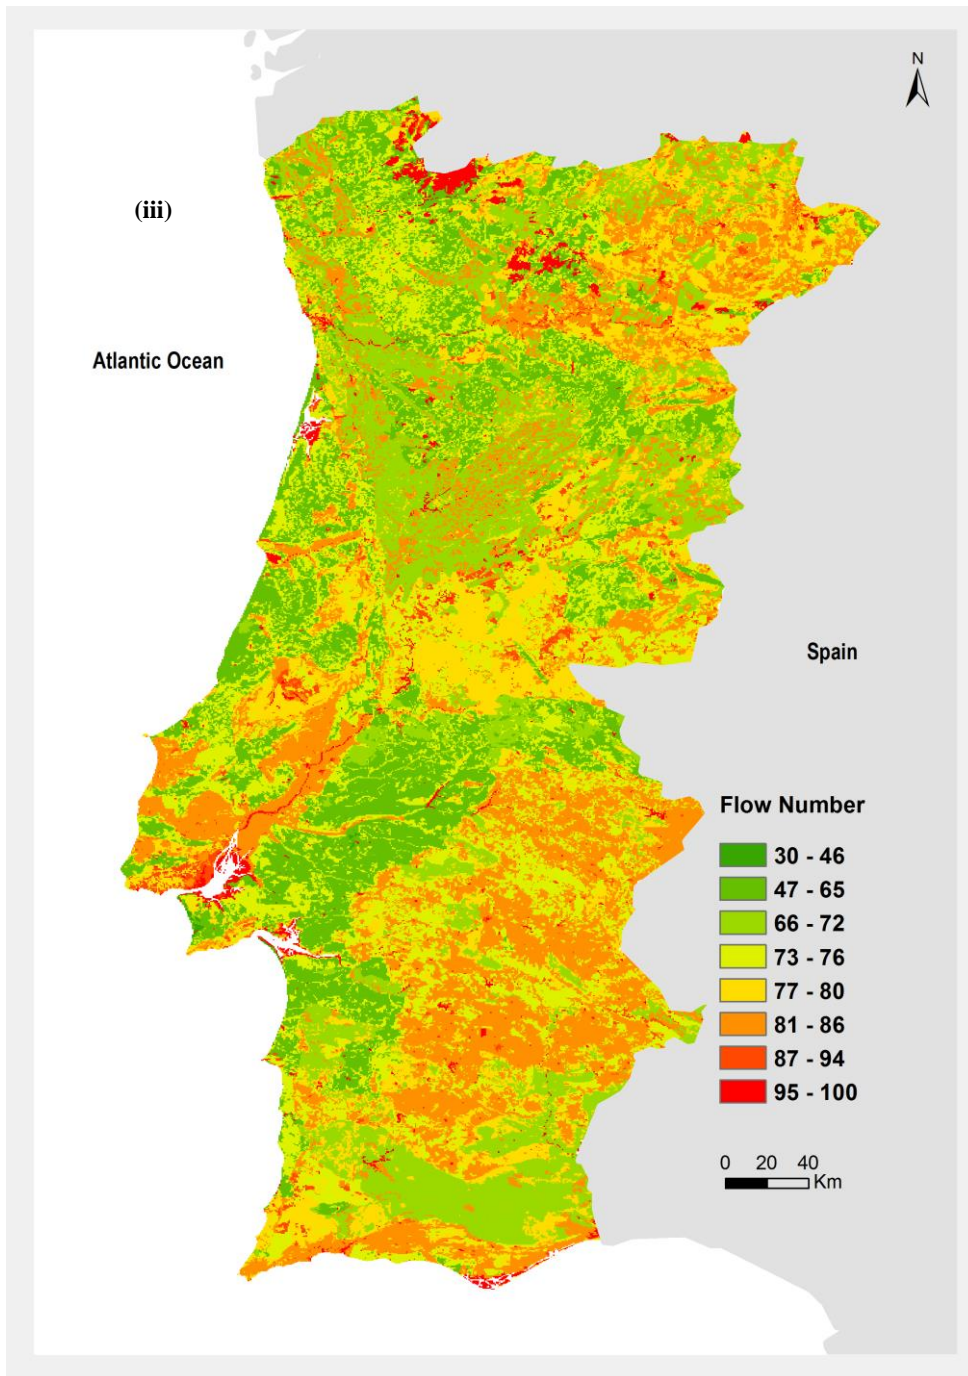 N
(iii)
Atlantic Ocean
Spain
Flow Number
30 - 46
47 - 65
66 - 72
73 - 76
77 - 80
81 - 86
87 - 94
95 - 100
0 20 40
Km